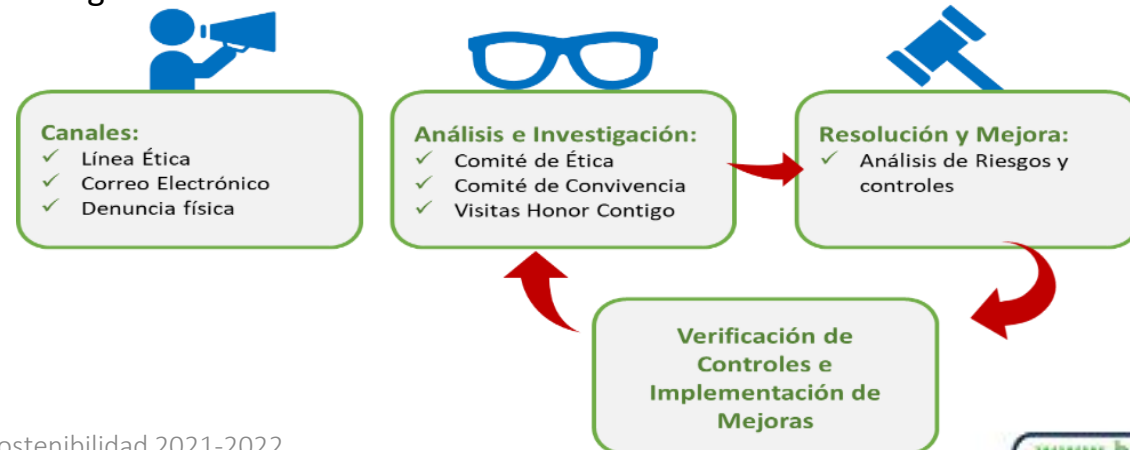 Canales:
✓ Línea Ética
✓ Correo Electrónico
✓ Denuncia física
Análisis e Investigación:
✓ Comité de Ética
✓ Comité de Convivencia
✓ Visitas Honor Contigo
Resolución y Mejora:
✓ Análisis de Riesgos y
controles
Verificación de
Controles e
Implementación de
Mejoras
ostenibilidad 2021-2022